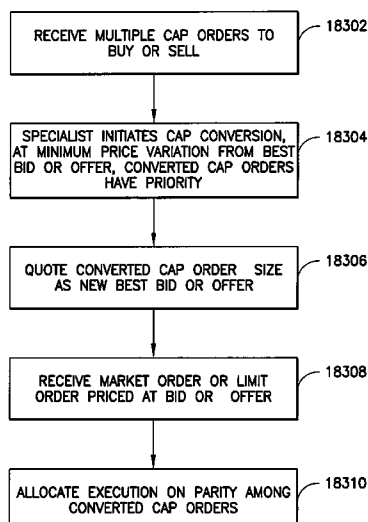 RECEIVE MULTIPLE CAP ORDERS TO
BUY OR SELL
18302
SPECIALIST INITIATES CAP CONVERSION,
AT MINIMUM PRICE VARIATION FROM BEST
BID OR OFFER, CONVERTED CAP ORDERS
HAVE PRIORITY
18304
QUOTE CONVERTED CAP ORDER SIZE
AS NEW BEST BID OR OFFER
18306
RECEIVE MARKET ORDER OR LIMIT
ORDER PRICED AT BID OR OFFER
18308
ALLOCATE EXECUTION ON PARITY AMONG
CONVERTED CAP ORDERS
18310